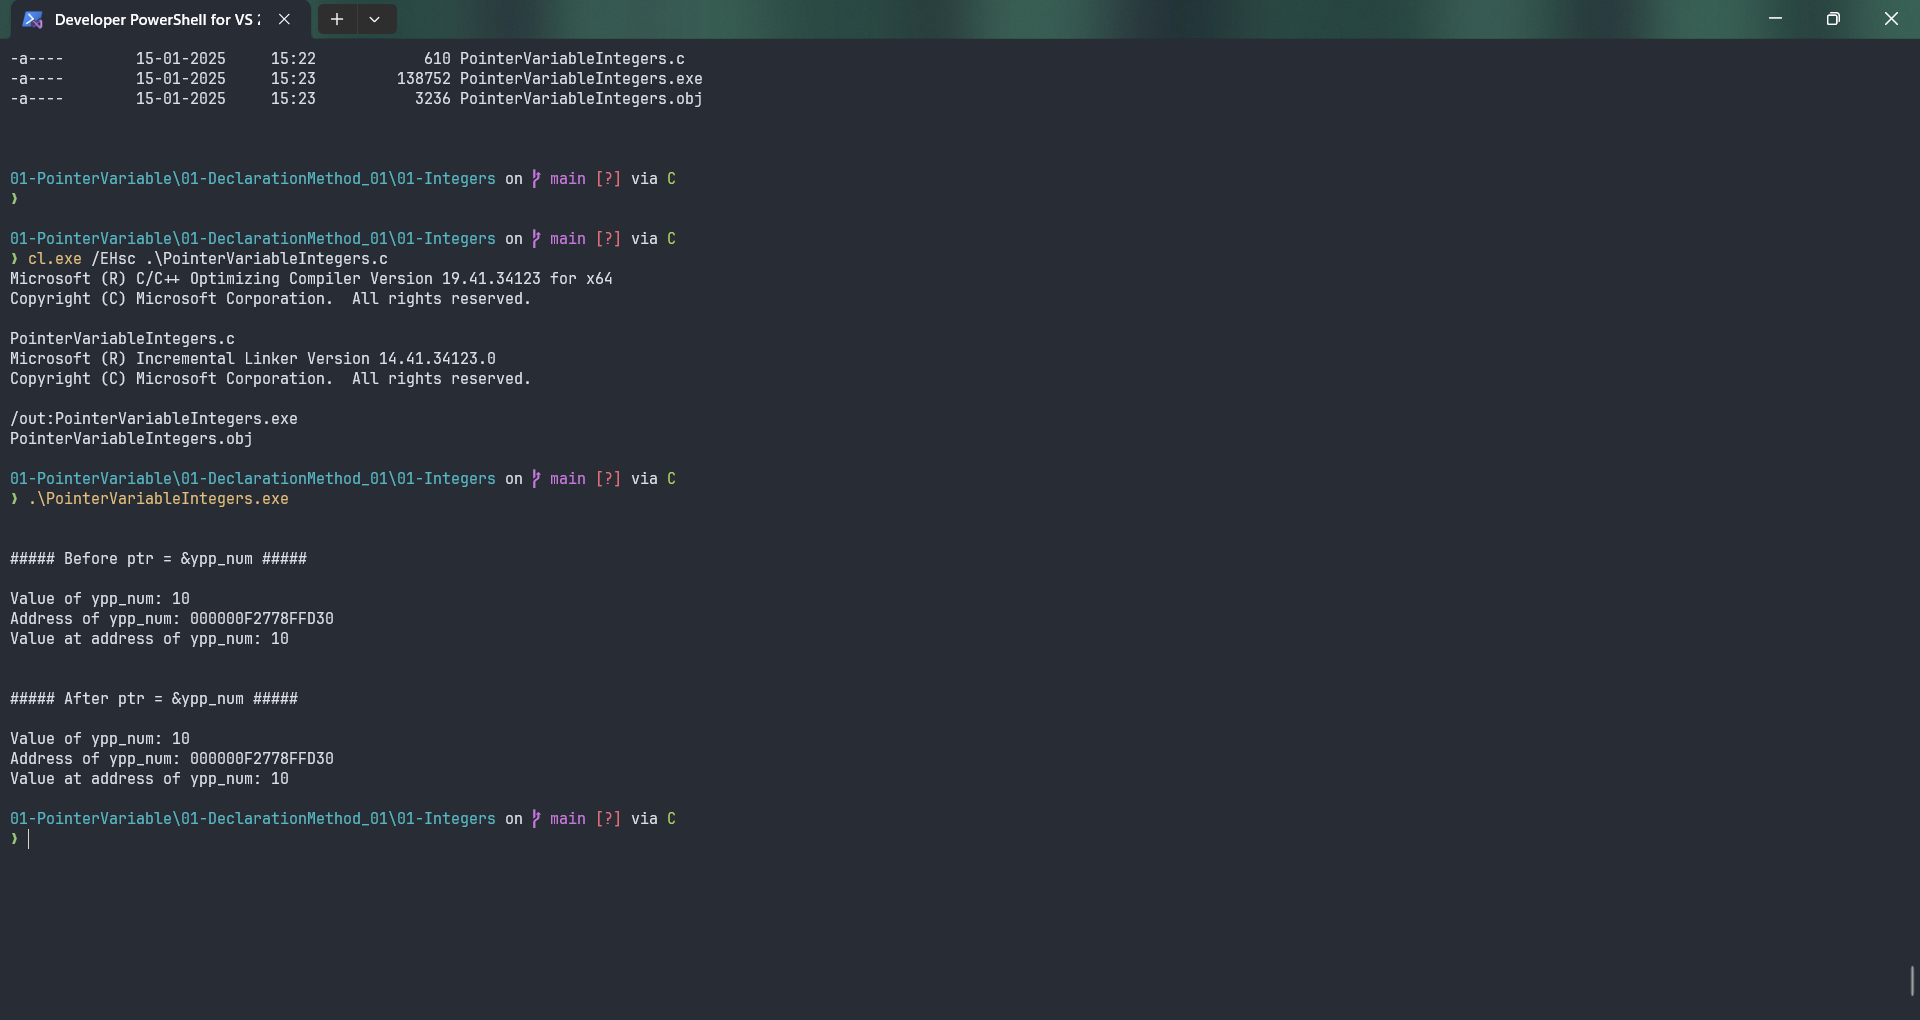 Developer PowerShell for VS 2
-a----        15-01-2025     15:22            610 PointerVariableIntegers.c
-a----        15-01-2025     15:23         138752 PointerVariableIntegers.exe
-a----        15-01-2025     15:23           3236 PointerVariableIntegers.obj
01-PointerVariable\01-DeclarationMethod_01\01-Integers on main [?] via C
❯
01-PointerVariable\01-DeclarationMethod_01\01-Integers on main [?] via C
❯ cl.exe /EHsc .\PointerVariableIntegers.c
Microsoft (R) C/C++ Optimizing Compiler Version 19.41.34123 for x64
Copyright (C) Microsoft Corporation.  All rights reserved.
PointerVariableIntegers.c
Microsoft (R) Incremental Linker Version 14.41.34123.0
Copyright (C) Microsoft Corporation.  All rights reserved.
/out:PointerVariableIntegers.exe
PointerVariableIntegers.obj
01-PointerVariable\01-DeclarationMethod_01\01-Integers on main [?] via C
❯ .\PointerVariableIntegers.exe
##### Before ptr = &ypp_num #####
Value of ypp_num: 10
Address of ypp_num: 000000F2778FFD30
Value at address of ypp_num: 10
##### After ptr = &ypp_num #####
Value of ypp_num: 10
Address of ypp_num: 000000F2778FFD30
Value at address of ypp_num: 10
01-PointerVariable\01-DeclarationMethod_01\01-Integers on main [?] via C
❯